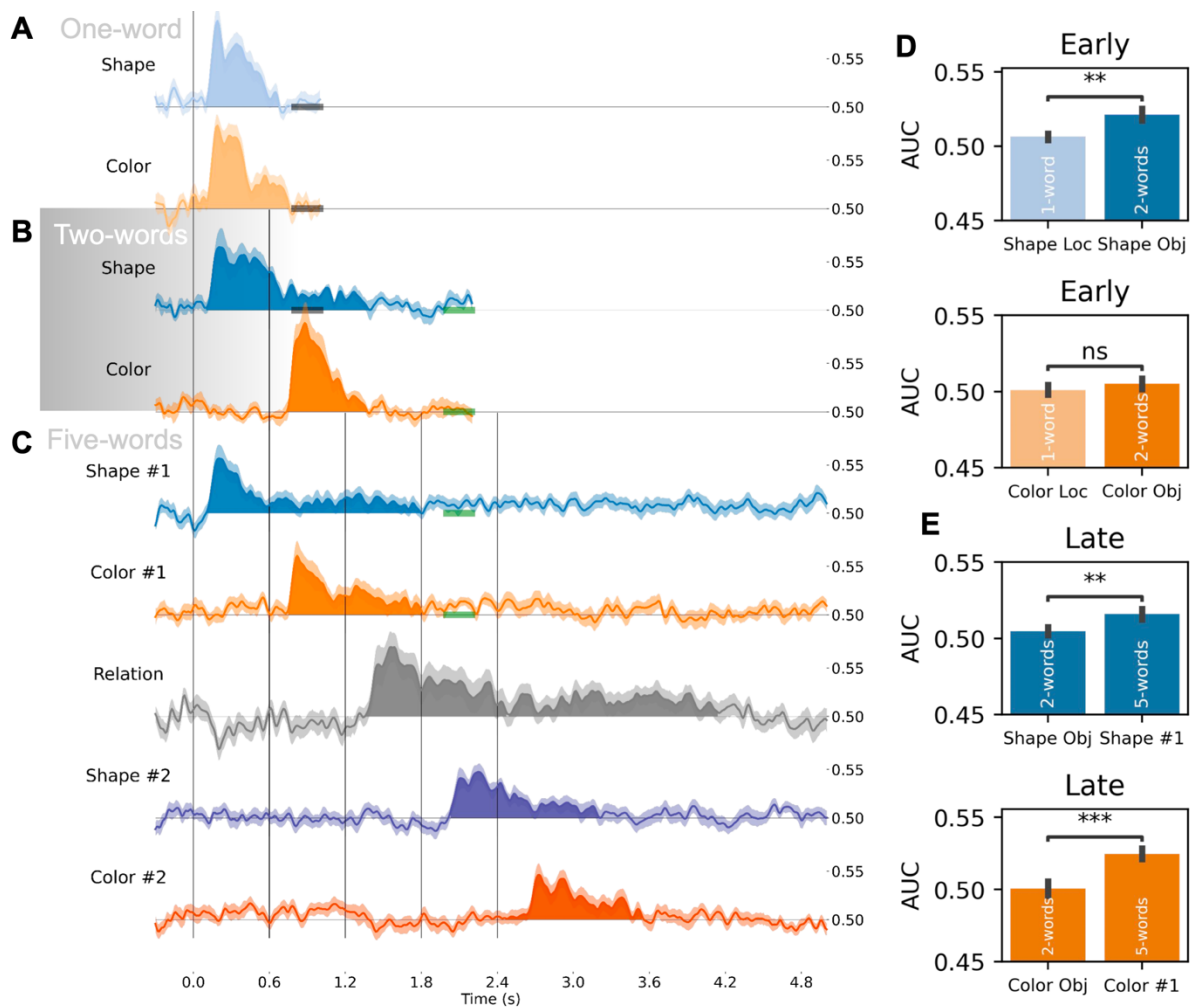 A
One-word
Shape
0.55
0.50
Color
0.55
0.50
B
Two-words
Shape
0.55
0.50
Color
0.55
0.50
C
Five-words
Shape #1
0.55
0.50
Color #1
0.55
0.50
Relation
0.55
0.50
Shape #2
0.55
0.50
Color #2
0.55
0.50
0.0 0.6 1.2 1.8 2.4 3.0 3.6 4.2 4.8
Time (s)
D
Early
**
0.55
0.50
0.45
AUC
1-word
2-words
Shape Loc Shape Obj
Early
ns
0.55
0.50
0.45
AUC
1-word
2-words
Color Loc Color Obj
E
Late
**
0.55
0.50
0.45
AUC
2-words
5-words
Shape Obj Shape #1
Late
***
0.55
0.50
0.45
AUC
2-words
5-words
Color Obj Color #1